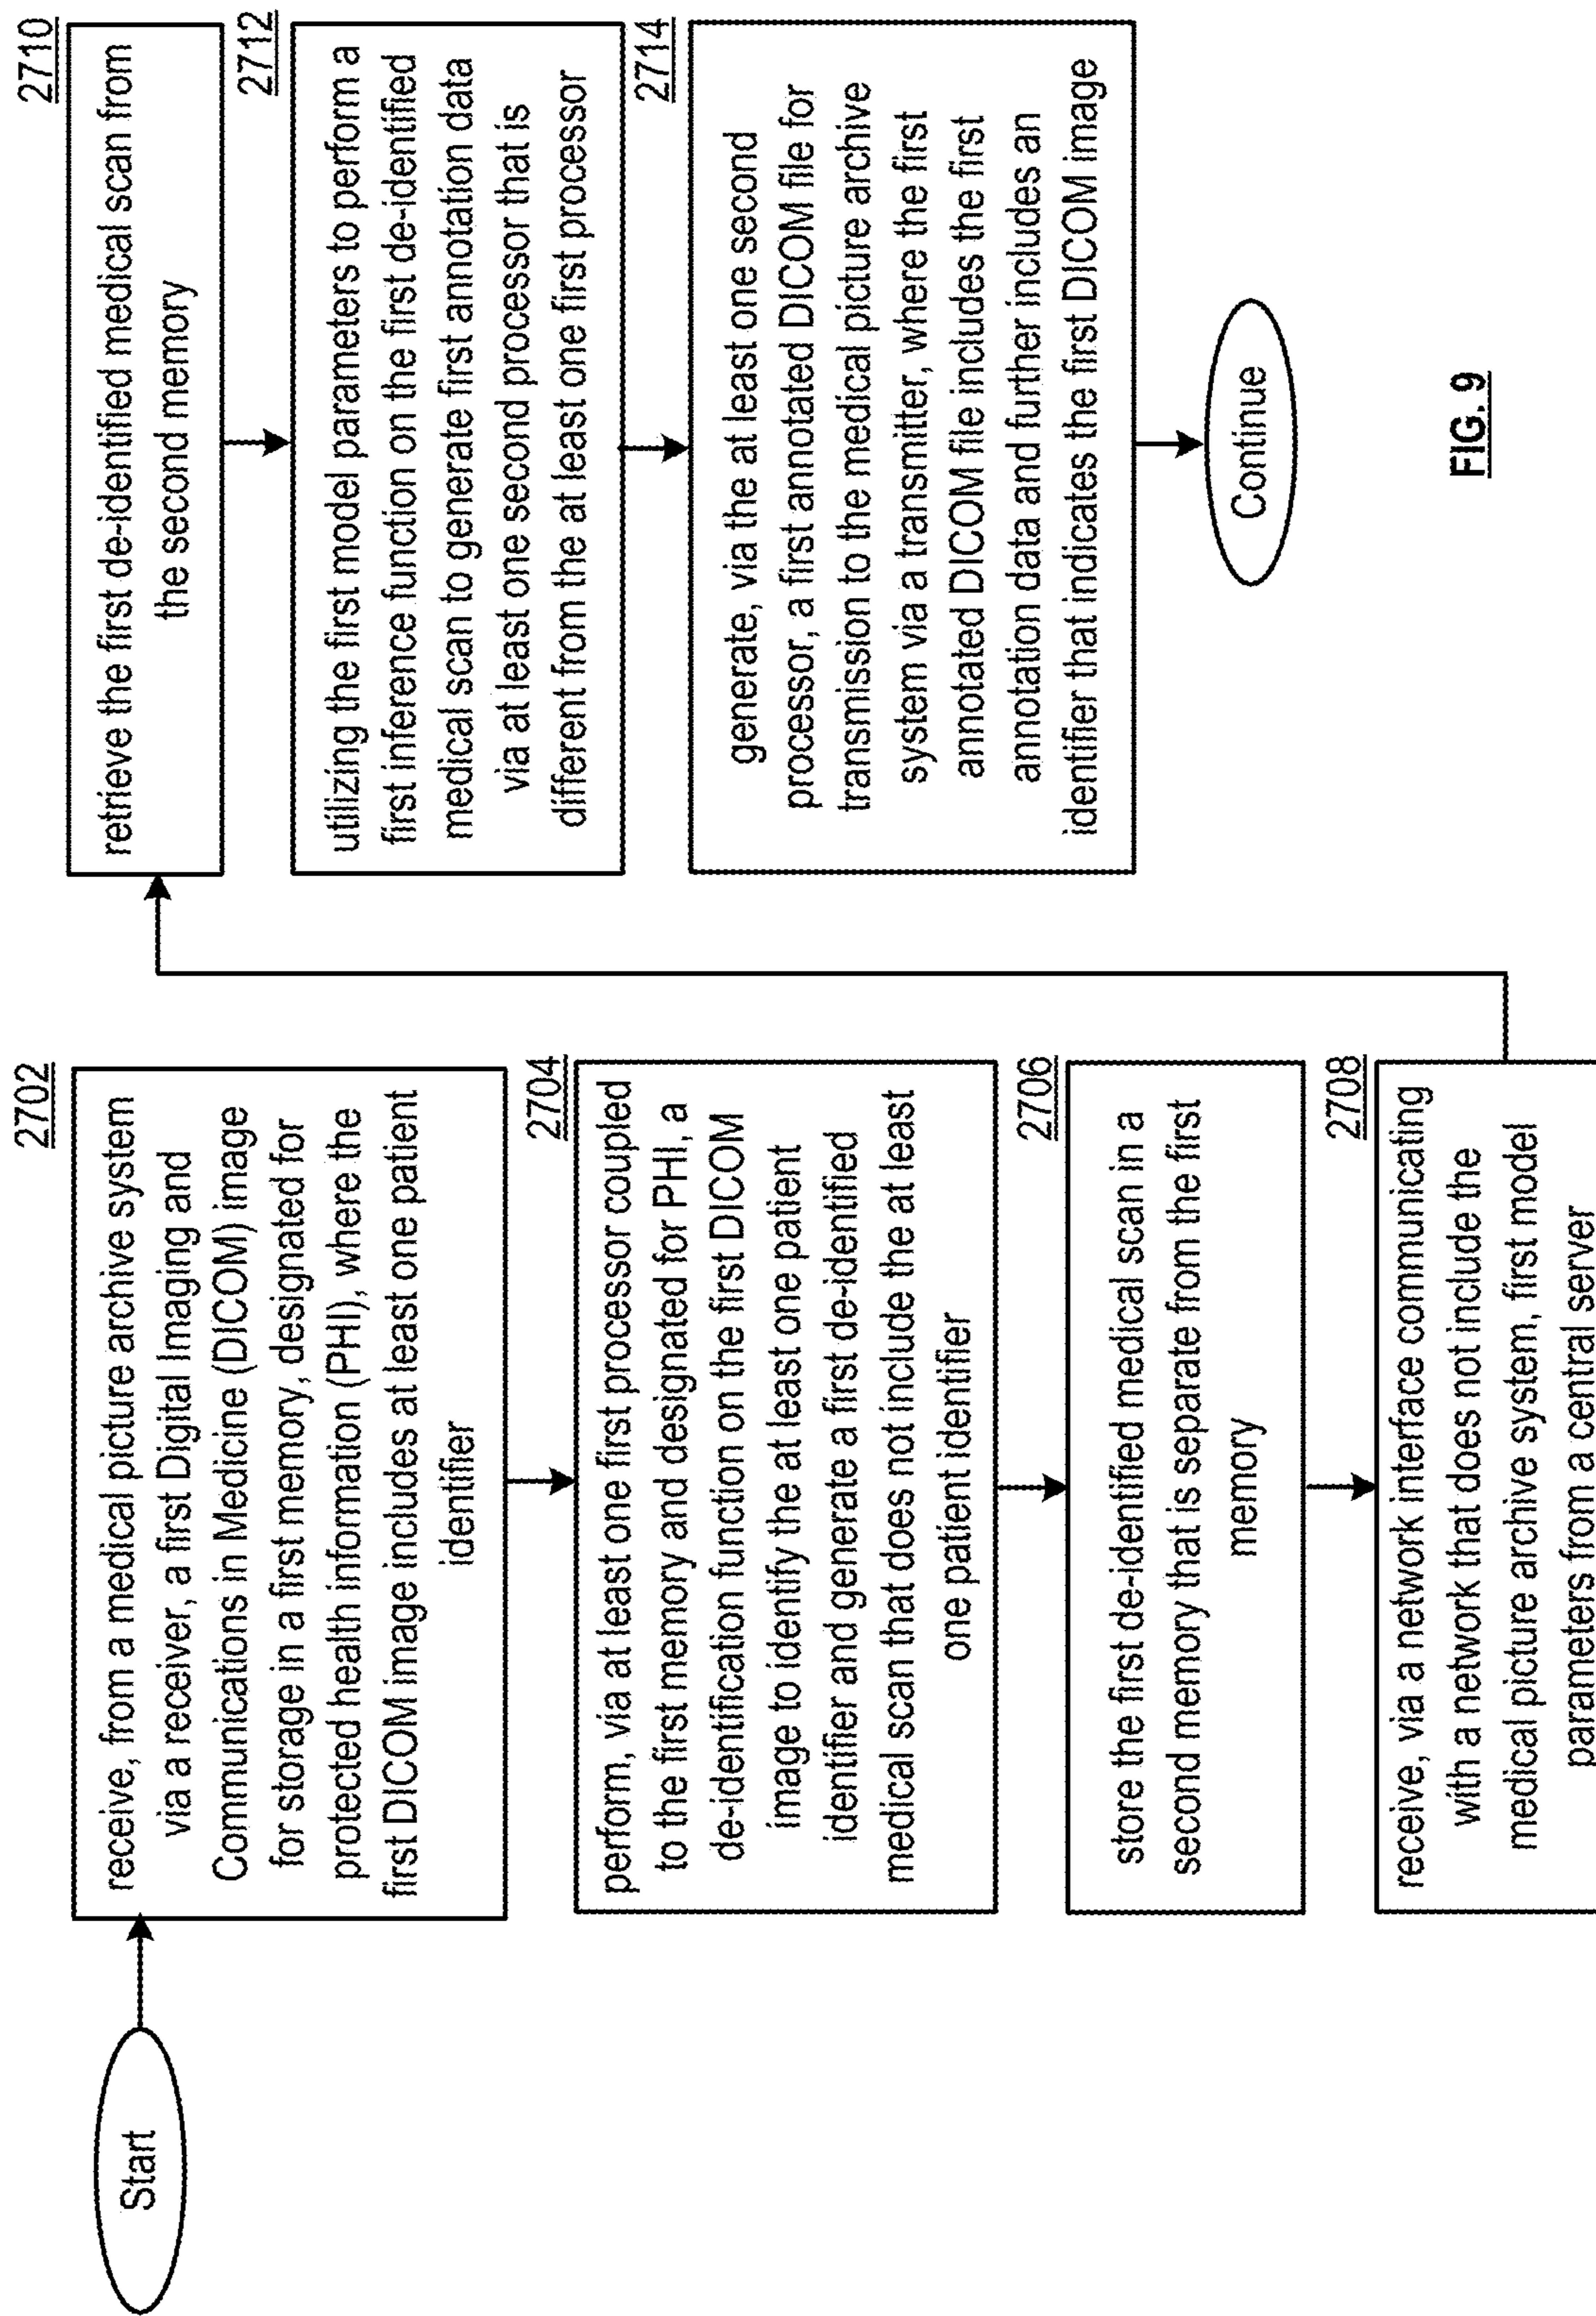 Start
2702
receive, from a medical picture archive system
via a receiver, a first Digital Imaging and
Communications in Medicine (DICOM) image
for storage in a first memory, designated for
protected health information (PHI), where the
first DICOM image includes at least one patient
identifier
2704
perform, via at least one first processor coupled
to the first memory and designated for PHI, a
de-identification function on the first DICOM
image to identify the at least one patient
identifier and generate a first de-identified
medical scan that does not include the at least
one patient identifier
2706
store the first de-identified medical scan in a
second memory that is separate from the first
memory
2708
receive, via a network interface communicating
with a network that does not include the
medical picture archive system, first model
parameters from a central server
2710
retrieve the first de-identified medical scan from
the second memory
2712
utilizing the first model parameters to perform a
first inference function on the first de-identified
medical scan to generate first annotation data
via at least one second processor that is
different from the at least one first processor
2714
generate, via the at least one second
processor, a first annotated DICOM file for
transmission to the medical picture archive
system via a transmitter, where the first
annotated DICOM file includes the first
annotation data and further includes an
identifier that indicates the first DICOM image
Continue
FIG. 9